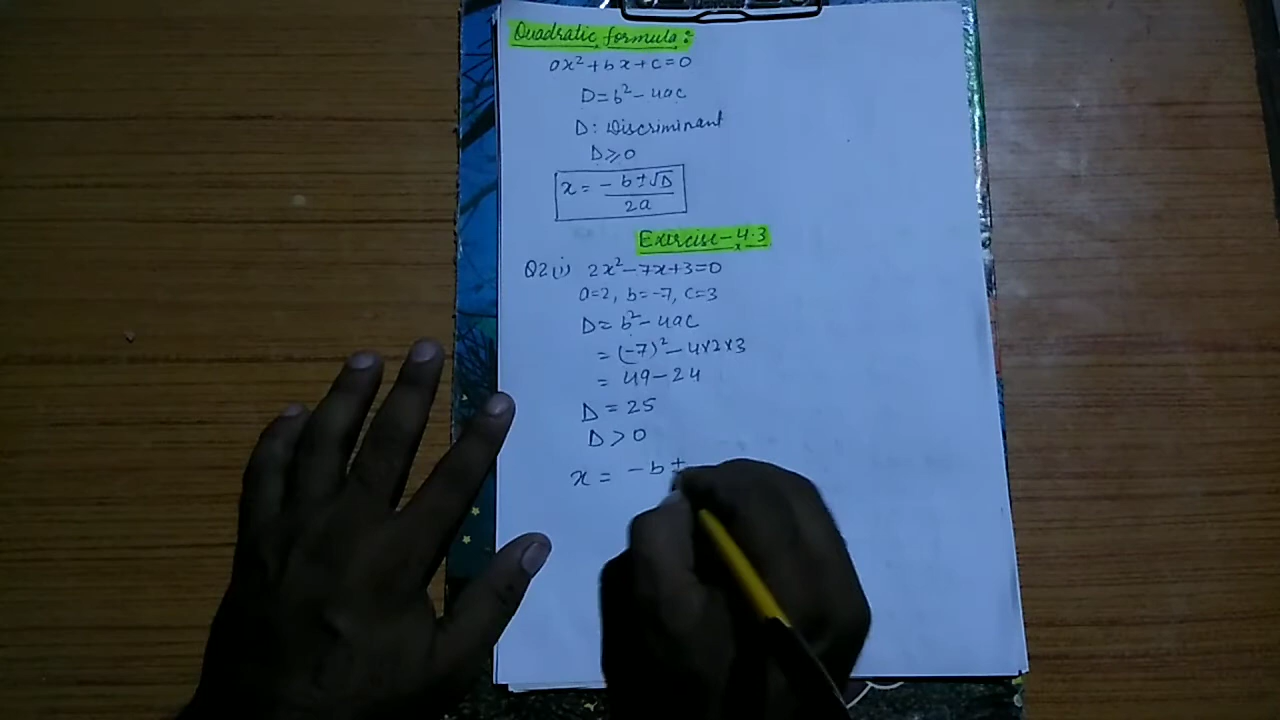 Quadratic formula:
ax²+bx+c=0
D=b²-4ac
D: Discriminant
D≥0
x = -b±√D / 2a
Exercise-4.3
Q2(i) 2x²-7x+3=0
a=2, b=-7, c=3
D=b²-4ac
=(-7)²-4×2×3
= 49-24
D = 25
D>0
x = -b±